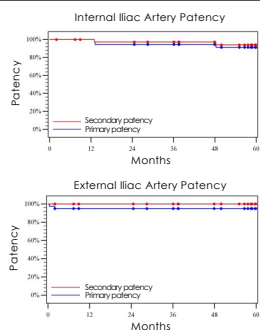 Internal Iliac Artery Patency
Patency
100%
80%
60%
40%
20%
0%
Secondary patency
Primary patency
0 12 24 36 48 60
Months
External Iliac Artery Patency
Patency
100%
80%
60%
40%
20%
0%
Secondary patency
Primary patency
0 12 24 36 48 60
Months